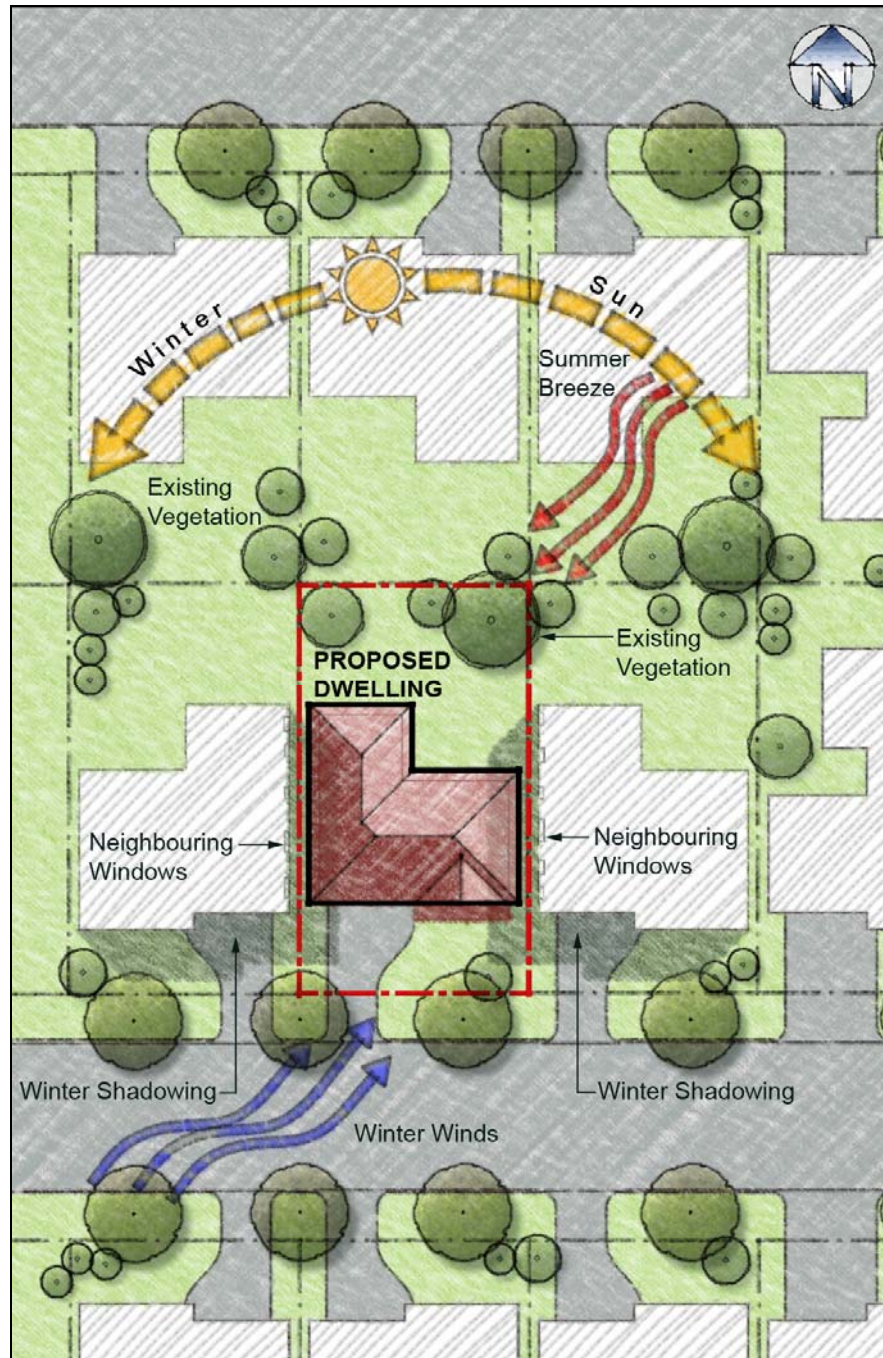 N
Winter
Sun
Summer
Breeze
Existing
Vegetation
Existing
Vegetation
PROPOSED
DWELLING
Neighbouring
Windows
Neighbouring
Windows
Winter Shadowing
Winter Shadowing
Winter Winds